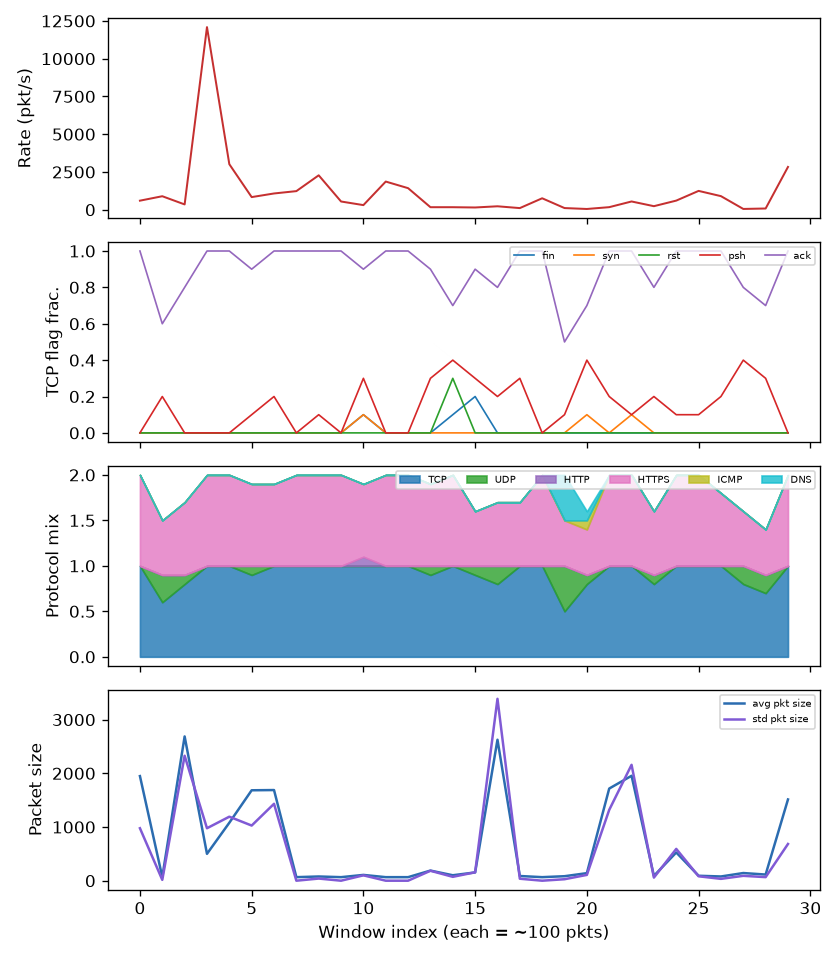 12500
10000
7500
5000
2500
0
Rate (pkt/s)
1.0
0.8
0.6
0.4
0.2
0.0
TCP flag frac.
fin syn rst psh ack
2.0
1.5
1.0
0.5
0.0
Protocol mix
TCP UDP HTTP HTTPS ICMP DNS
3000
2000
1000
0
Packet size
avg pkt size
std pkt size
0 5 10 15 20 25 30
Window index (each = ~100 pkts)